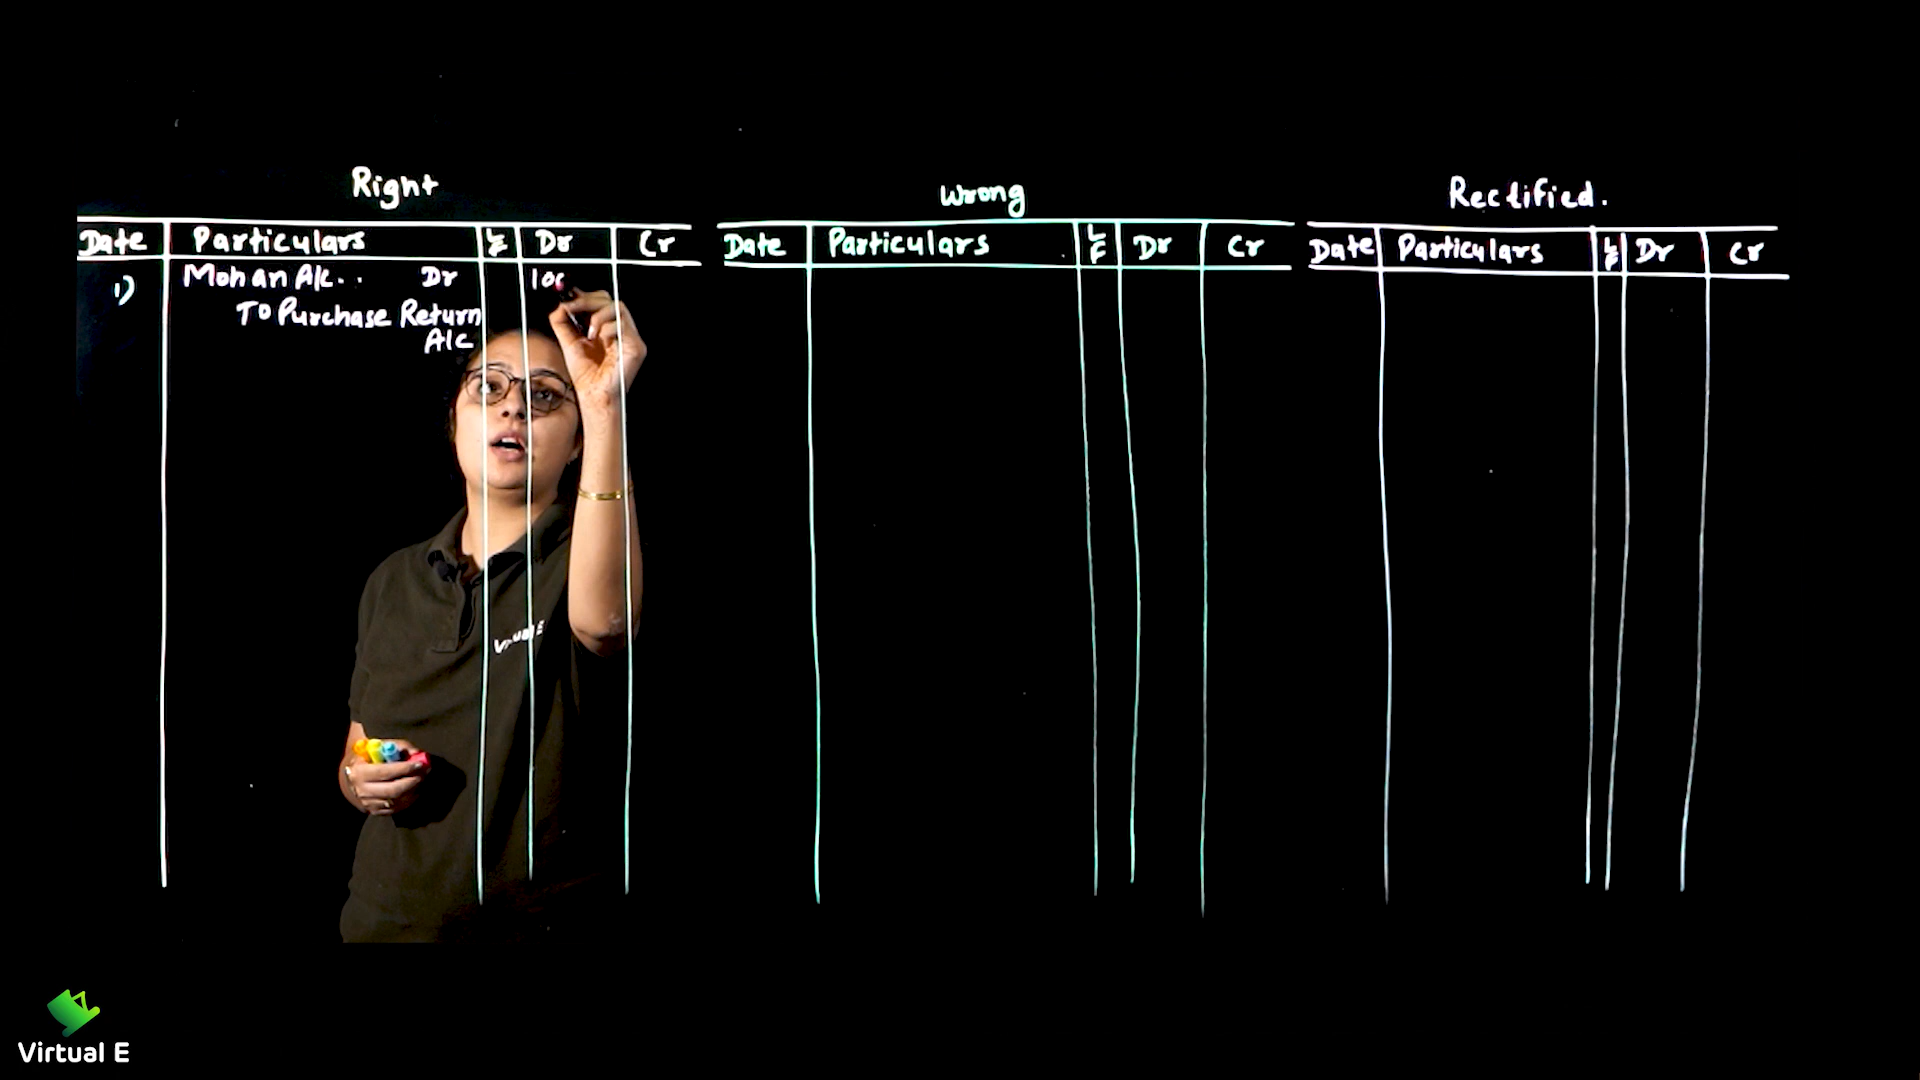 Right
Date Particulars LF Dr Cr
1) Mohan A/c.. Dr 100
To Purchase Return
A/c
Wrong
Date Particulars LF Dr Cr
Rectified.
Date Particulars LF Dr Cr
Virtual E